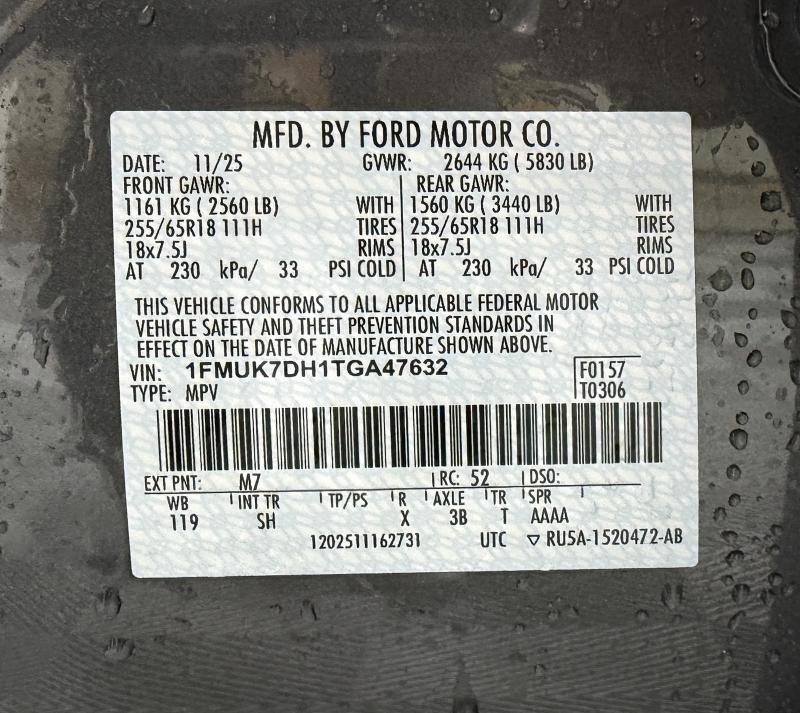 MFD. BY FORD MOTOR CO.
DATE: 11/25 GVWR: 2644 KG ( 5830 LB)
FRONT GAWR: REAR GAWR:
1161 KG ( 2560 LB) WITH 1560 KG ( 3440 LB) WITH
255/65R18 111H TIRES 255/65R18 111H TIRES
18x7.5J RIMS 18x7.5J RIMS
AT 230 kPa/ 33 PSI COLD AT 230 kPa/ 33 PSI COLD
THIS VEHICLE CONFORMS TO ALL APPLICABLE FEDERAL MOTOR
VEHICLE SAFETY AND THEFT PREVENTION STANDARDS IN
EFFECT ON THE DATE OF MANUFACTURE SHOWN ABOVE.
VIN: 1FMUK7DH1TGA47632 F0157
TYPE: MPV T0306
EXT PNT: M7 RC: 52 DSO:
WB INT TR TP/PS R AXLE TR SPR
119 SH X 3B T AAAA
1202511162731 UTC ▽ RU5A-1520472-AB